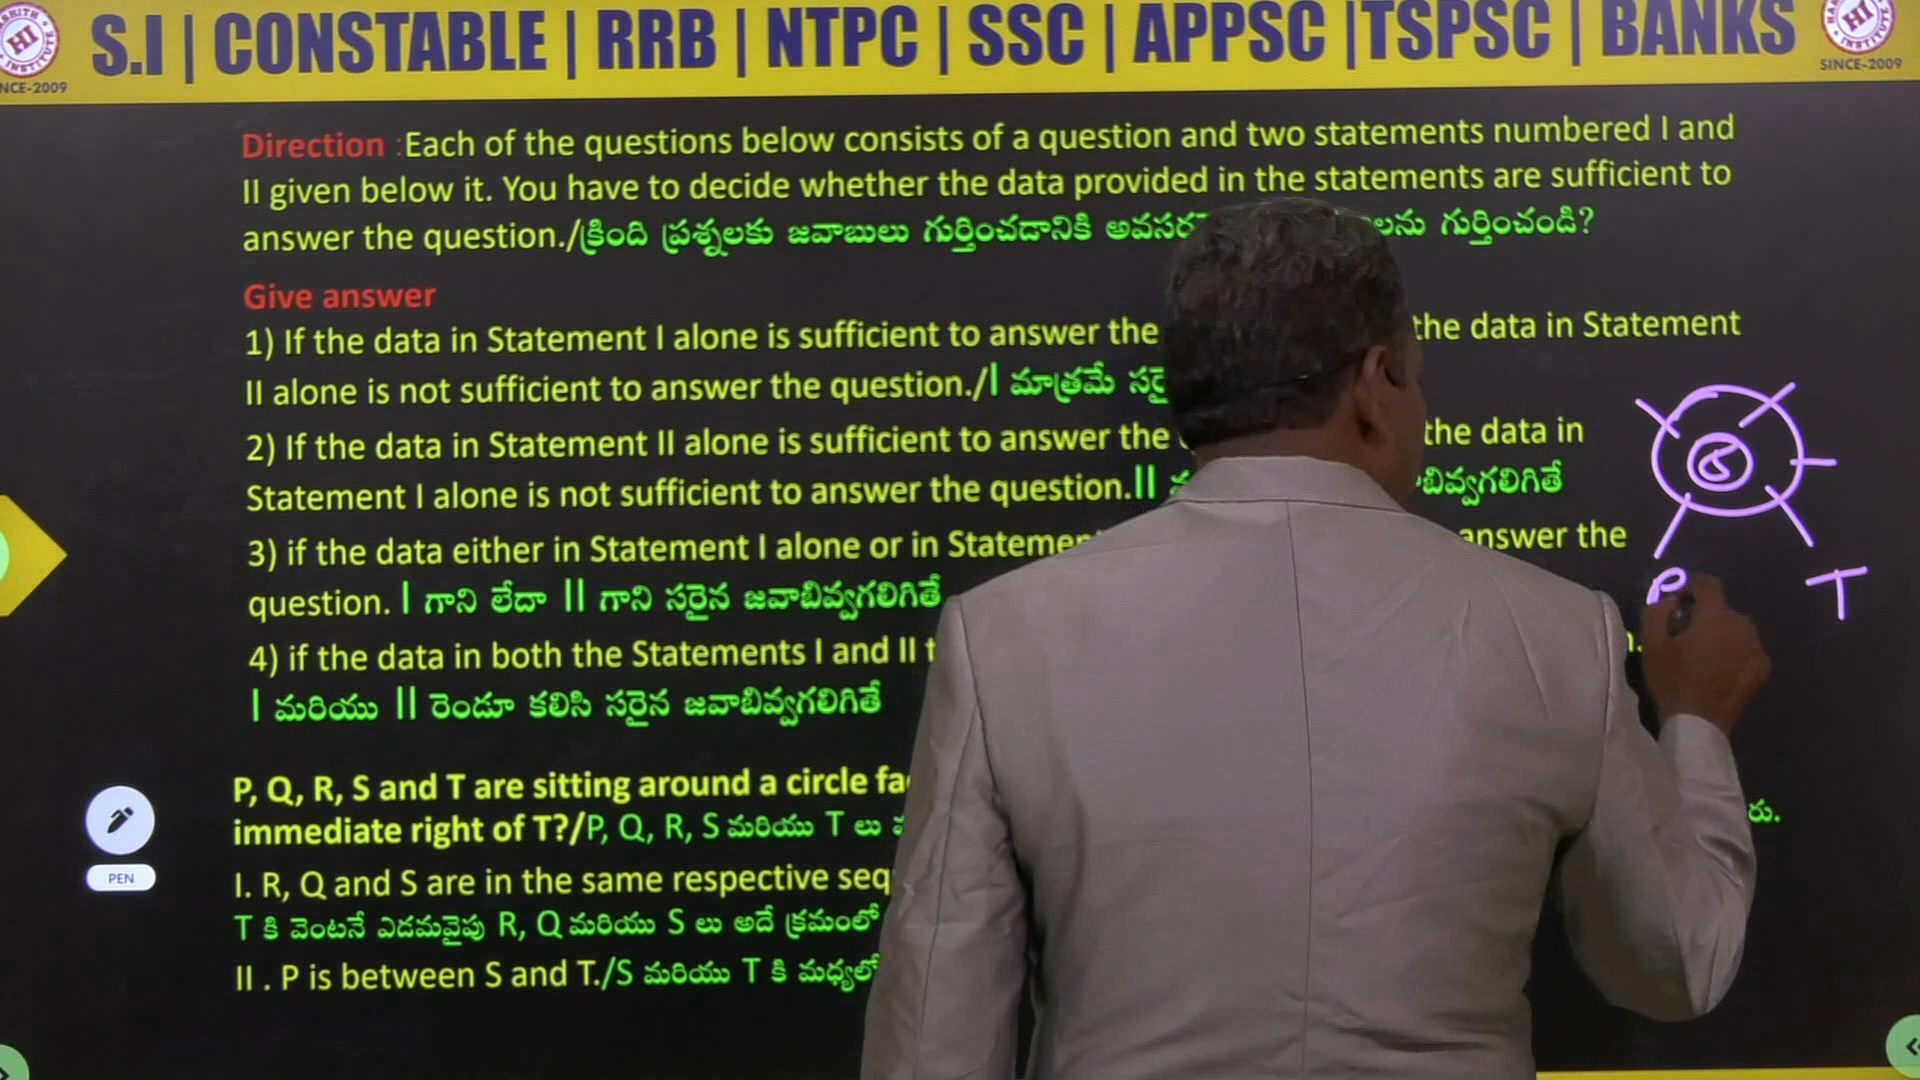 S.I | CONSTABLE | RRB | NTPC | SSC | APPSC |TSPSC | BANKS
HI
INSTITUTE
NCE-2009
HI
INSTITUTE
SINCE-2009
Direction :Each of the questions below consists of a question and two statements numbered I and
II given below it. You have to decide whether the data provided in the statements are sufficient to
answer the question./క్రింది ప్రశ్నలకు జవాబులు గుర్తించడానికి గుర్తించండి?
Give answer
1) If the data in Statement I alone is sufficient to answer the the data in Statement
II alone is not sufficient to answer the question./I మాత్రమే
2) If the data in Statement II alone is sufficient to answer the the data in
Statement I alone is not sufficient to answer the question.II
3) if the data either in Statement I alone or in answer the
question. I గాని లేదా II గాని సరైన జవాబివ్వగలిగితే
4) if the data in both the Statements I and II
I మరియు II రెండూ కలిసి సరైన జవాబివ్వగలిగితే
P, Q, R, S and T are sitting around a circle
immediate right of T?/P, Q, R, S మరియు T లు
I. R, Q and S are in the same respective
T కి వెంటనే ఎడమవైపు R, Q మరియు S లు అదే క్రమంలో
II . P is between S and T./S మరియు T కి మధ్యలో
PEN
P T